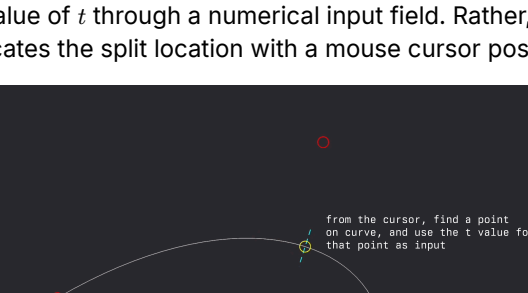 alue of t through a numerical input field. Rather,
cates the split location with a mouse cursor pos
from the cursor, find a point
on curve, and use the t value fo
that point as input